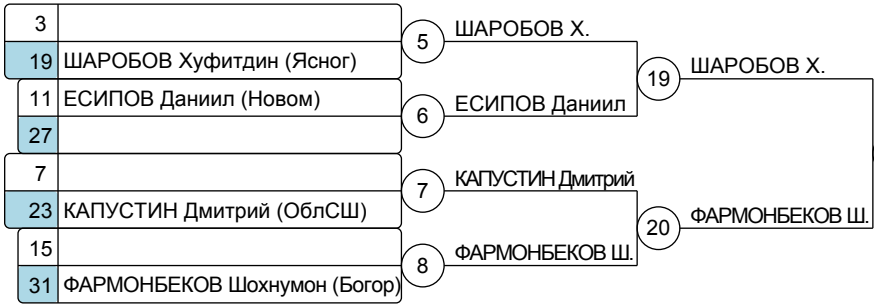 3
19 ШАРОБОВ Хуфитдин (Ясног)
5 ШАРОБОВ Х.
11 ЕСИПОВ Даниил (Новом)
27
6 ЕСИПОВ Даниил
19 ШАРОБОВ Х.
7
23 КАПУСТИН Дмитрий (ОблСШ)
7 КАПУСТИН Дмитрий
15
31 ФАРМОНБЕКОВ Шохнумон (Богор)
8 ФАРМОНБЕКОВ Ш.
20 ФАРМОНБЕКОВ Ш.